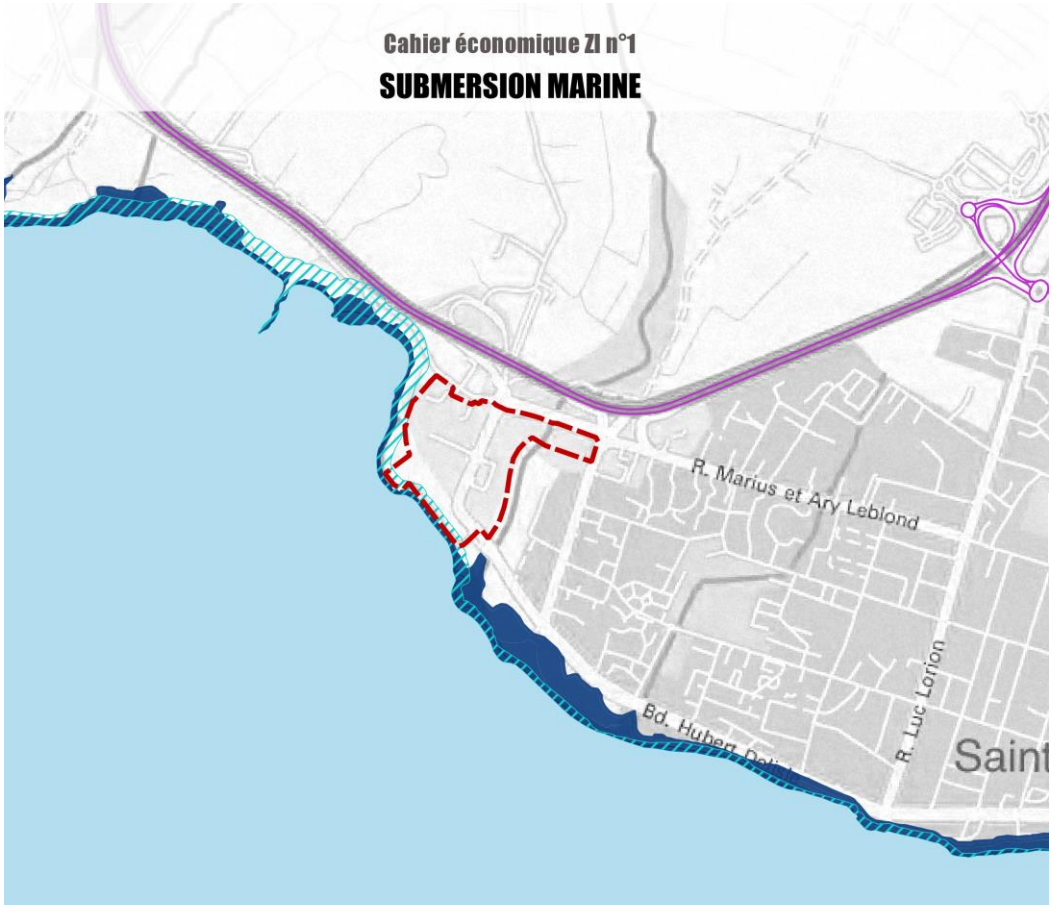 Cahier économique ZI n°1
SUBMERSION MARINE
R. Marius et Ary Leblond
R. Luc Lorion
Bd. Hubert
Saint